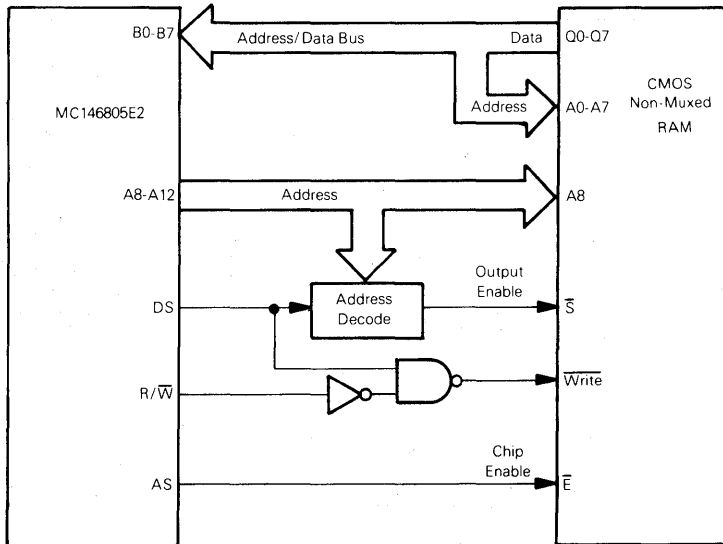 B0-B7
Address/Data Bus
Data
Q0-Q7
MC146805E2
CMOS
Non-Muxed
RAM
Address
A0-A7
A8-A12
Address
A8
DS
Address
Decode
Output
Enable
S̅
R/W̅
W̅r̅i̅t̅e̅
Chip
Enable
AS
E̅